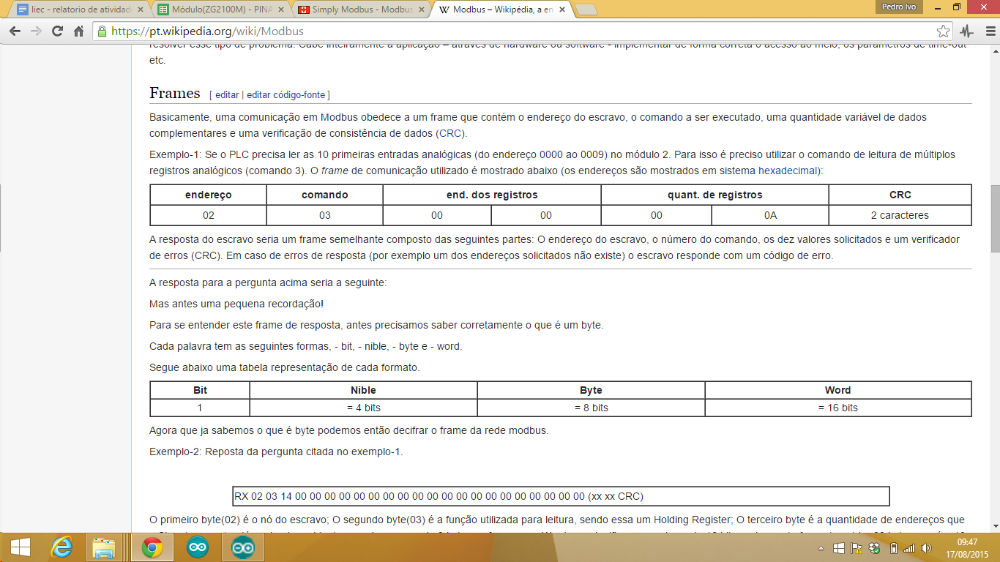 liec - relatorio de atividade
Módulo(ZG2100M) - PINA
Simply Modbus - Modbus
Modbus – Wikipédia, a en
Pedro Ivo
https://pt.wikipedia.org/wiki/Modbus
resolver esse tipo de problema. Cabe inteiramente à aplicação – através de hardware ou software - implementar de forma correta o acesso ao meio, os parâmetros de time-out
etc.
Frames [ editar | editar código-fonte ]
Basicamente, uma comunicação em Modbus obedece a um frame que contém o endereço do escravo, o comando a ser executado, uma quantidade variável de dados
complementares e uma verificação de consistência de dados (CRC).
Exemplo-1: Se o PLC precisa ler as 10 primeiras entradas analógicas (do endereço 0000 ao 0009) no módulo 2. Para isso é preciso utilizar o comando de leitura de múltiplos
registros analógicos (comando 3). O frame de comunicação utilizado é mostrado abaixo (os endereços são mostrados em sistema hexadecimal):
endereço comando end. dos registros quant. de registros CRC
02 03 00 00 00 0A 2 caracteres
A resposta do escravo seria um frame semelhante composto das seguintes partes: O endereço do escravo, o número do comando, os dez valores solicitados e um verificador
de erros (CRC). Em caso de erros de resposta (por exemplo um dos endereços solicitados não existe) o escravo responde com um código de erro.
A resposta para a pergunta acima seria a seguinte:
Mas antes uma pequena recordação!
Para se entender este frame de resposta, antes precisamos saber corretamente o que é um byte.
Cada palavra tem as seguintes formas, - bit, - nible, - byte e - word.
Segue abaixo uma tabela representação de cada formato.
Bit Nible Byte Word
1 = 4 bits = 8 bits = 16 bits
Agora que ja sabemos o que é byte podemos então decifrar o frame da rede modbus.
Exemplo-2: Reposta da pergunta citada no exemplo-1.
RX 02 03 14 00 00 00 00 00 00 00 00 00 00 00 00 00 00 00 00 00 00 00 00 (xx xx CRC)
O primeiro byte(02) é o nó do escravo; O segundo byte(03) é a função utilizada para leitura, sendo essa um Holding Register; O terceiro byte é a quantidade de endereços que
09:47
17/08/2015